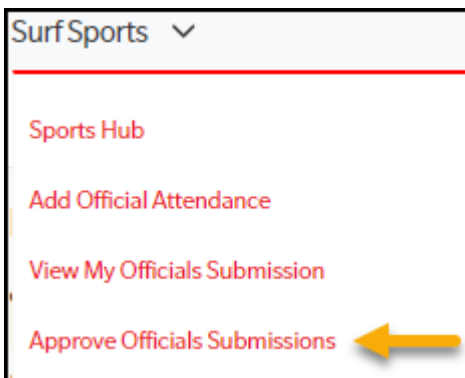 Surf Sports
Sports Hub
Add Official Attendance
View My Officials Submission
Approve Officials Submissions